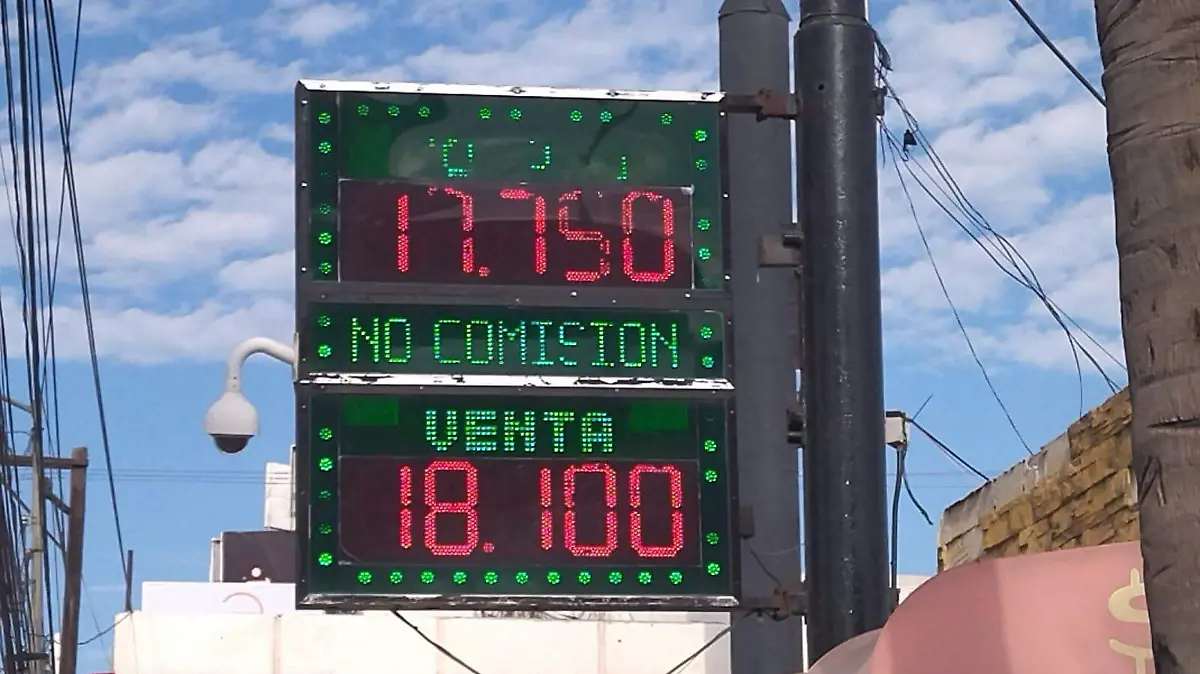 17.750
NO COMISION
VENTA
18.100
$